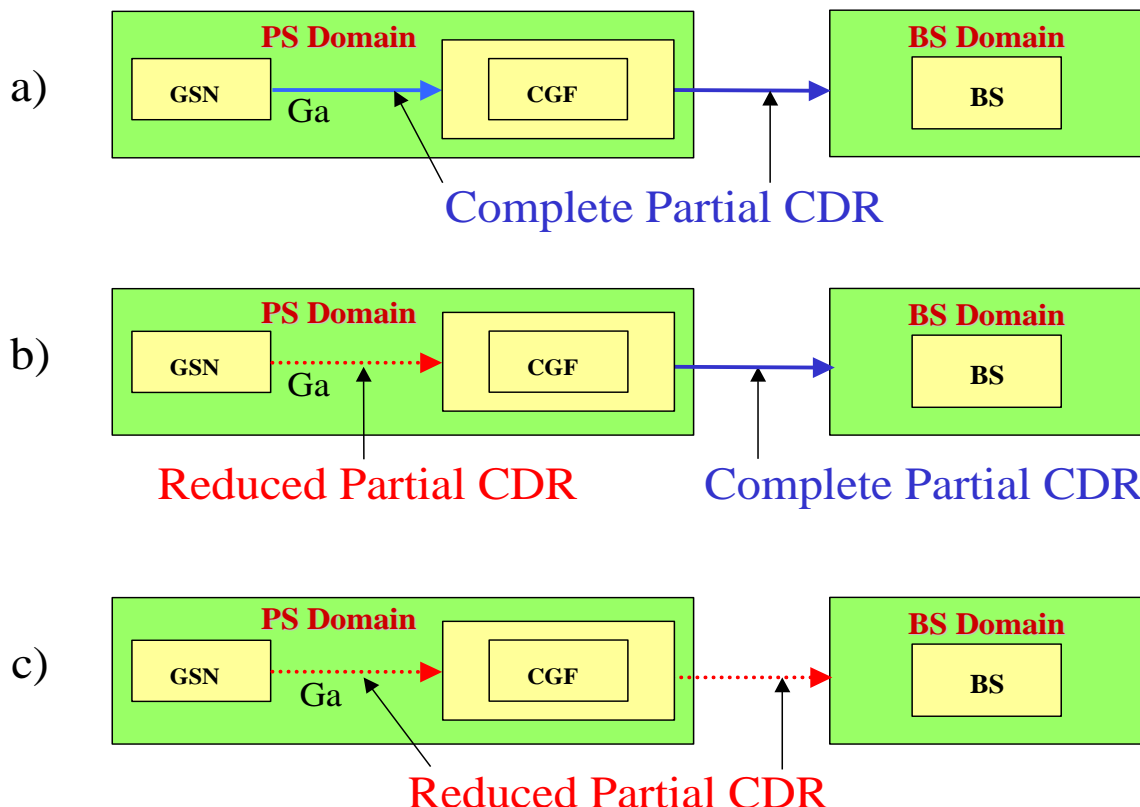 PS Domain
BS Domain
a)
GSN
CGF
BS
Ga
Complete Partial CDR
PS Domain
BS Domain
b)
GSN
CGF
BS
Ga
Reduced Partial CDR
Complete Partial CDR
PS Domain
BS Domain
c)
GSN
CGF
BS
Ga
Reduced Partial CDR